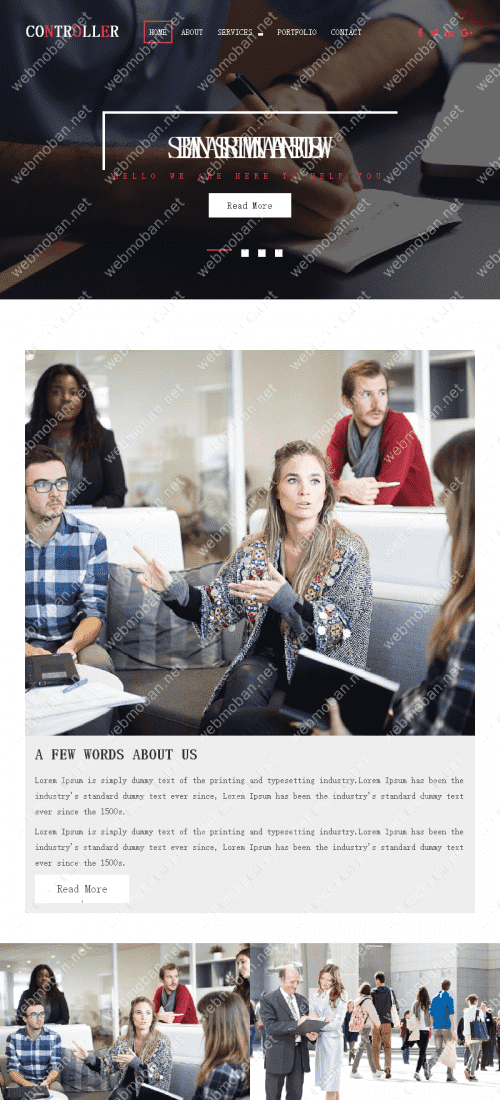 CONTROLLER
HOME ABOUT SERVICES PORTFOLIO CONTACT
HELLO WE ARE HERE TO HELP YOU
Read More
A FEW WORDS ABOUT US
Lorem Ipsum is simply dummy text of the printing and typesetting industry.Lorem Ipsum has been the
industry's standard dummy text ever since, Lorem Ipsum has been the industry's standard dummy text
ever since the 1500s.
Lorem Ipsum is simply dummy text of the printing and typesetting industry.Lorem Ipsum has been the
industry's standard dummy text ever since, Lorem Ipsum has been the industry's standard dummy text
ever since the 1500s.
Read More
webmoban.net